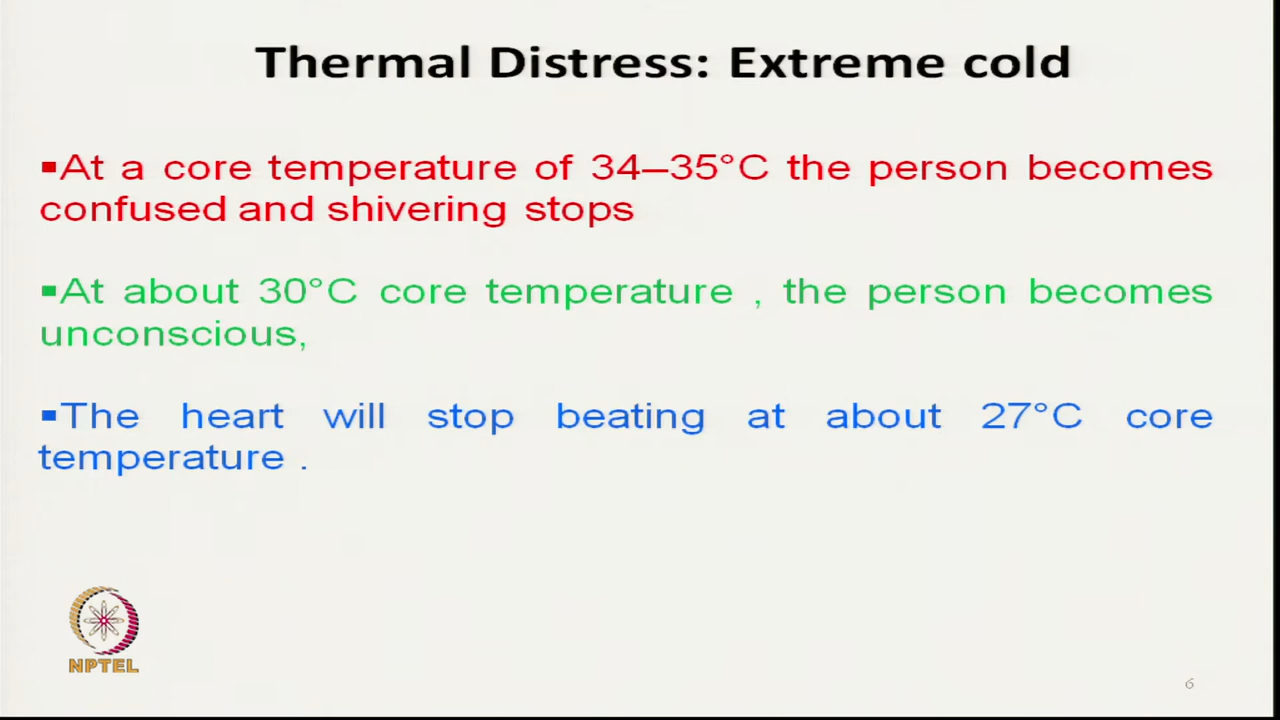 Thermal Distress: Extreme cold
▪At a core temperature of 34–35°C the person becomes
confused and shivering stops
▪At about 30°C core temperature , the person becomes
unconscious,
▪The heart will stop beating at about 27°C core
temperature .
NPTEL
6